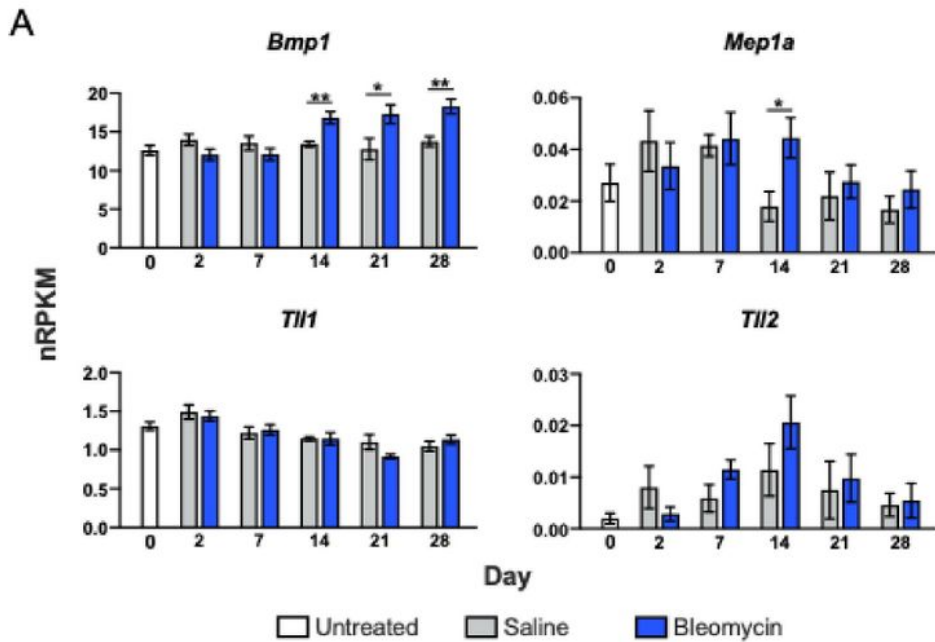 A
Bmp1
Mep1a
** * **
*
20
15
10
5
0
0 2 7 14 21 28
0.06
0.04
0.02
0.00
0 2 7 14 21 28
nRPKM
Tll1
Tll2
2.0
1.5
1.0
0.5
0.0
0 2 7 14 21 28
0.03
0.02
0.01
0.00
0 2 7 14 21 28
Day
Untreated Saline Bleomycin